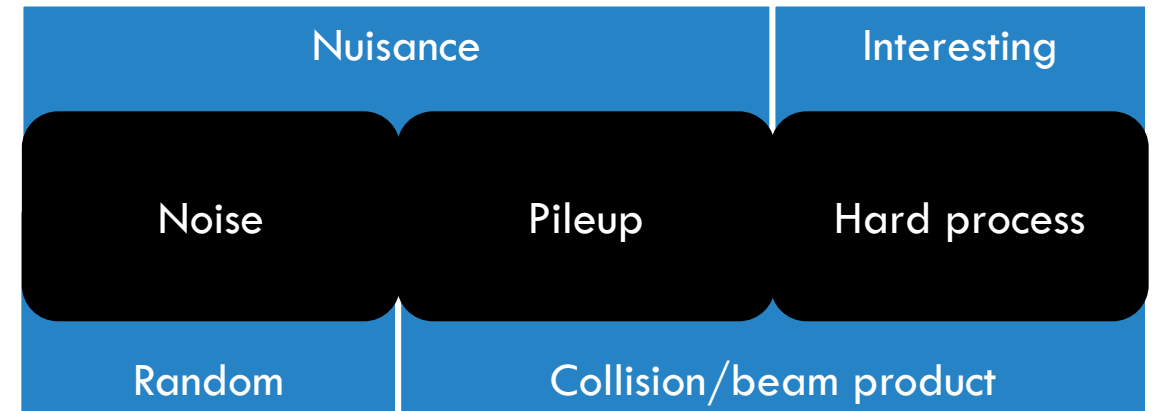 Nuisance
Interesting
Noise
Pileup
Hard process
Random
Collision/beam product